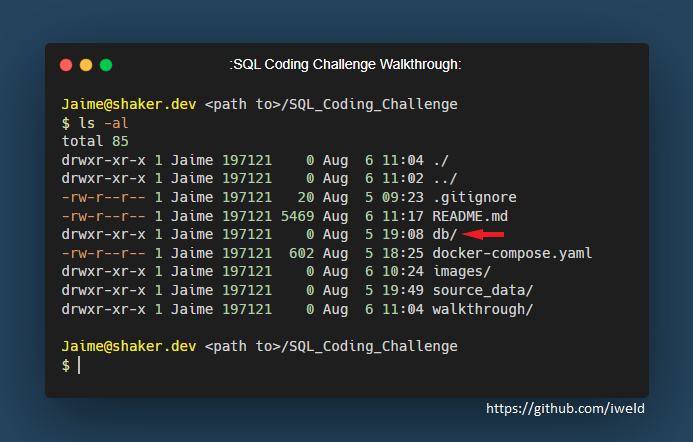 :SQL Coding Challenge Walkthrough:
Jaime@shaker.dev <path to>/SQL_Coding_Challenge
$ ls -al
total 85
drwxr-xr-x 1 Jaime 197121    0 Aug  6 11:04 ./
drwxr-xr-x 1 Jaime 197121    0 Aug  6 11:02 ../
-rw-r--r-- 1 Jaime 197121   20 Aug  5 09:23 .gitignore
-rw-r--r-- 1 Jaime 197121 5469 Aug  6 11:17 README.md
drwxr-xr-x 1 Jaime 197121    0 Aug  5 19:08 db/
-rw-r--r-- 1 Jaime 197121  602 Aug  5 18:25 docker-compose.yaml
drwxr-xr-x 1 Jaime 197121    0 Aug  6 10:24 images/
drwxr-xr-x 1 Jaime 197121    0 Aug  5 19:49 source_data/
drwxr-xr-x 1 Jaime 197121    0 Aug  6 11:04 walkthrough/
Jaime@shaker.dev <path to>/SQL_Coding_Challenge
$
https://github.com/iweld